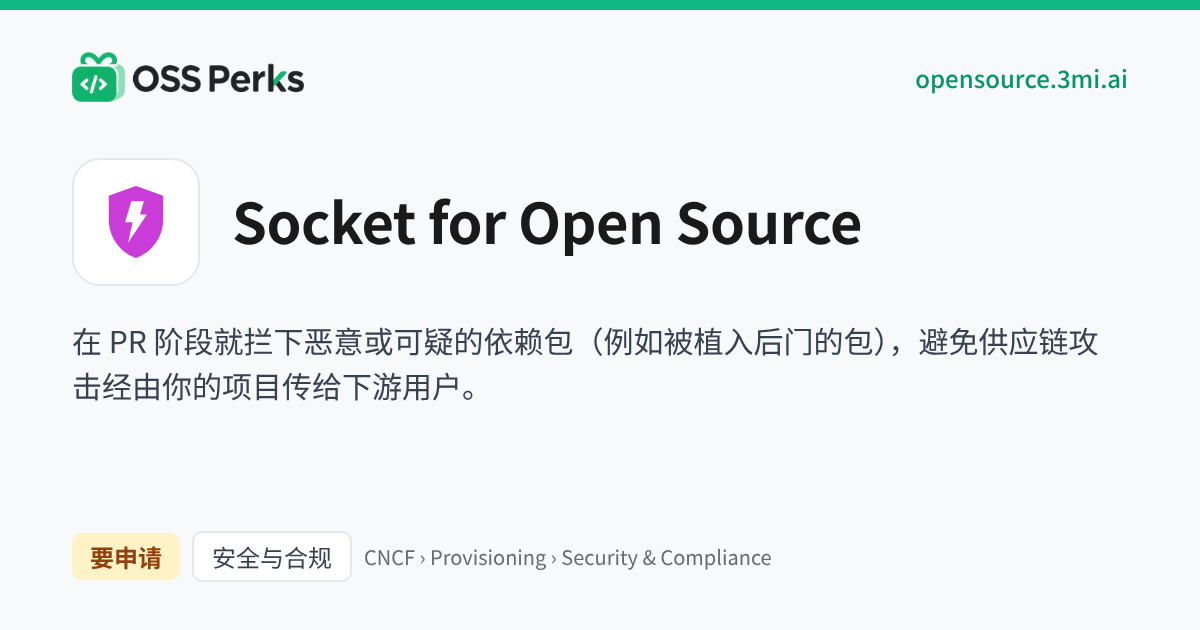 OSS Perks
opensource.3mi.ai
Socket for Open Source
在 PR 阶段就拦下恶意或可疑的依赖包（例如被植入后门的包），避免供应链攻
击经由你的项目传给下游用户。
要申请
安全与合规
CNCF › Provisioning › Security & Compliance